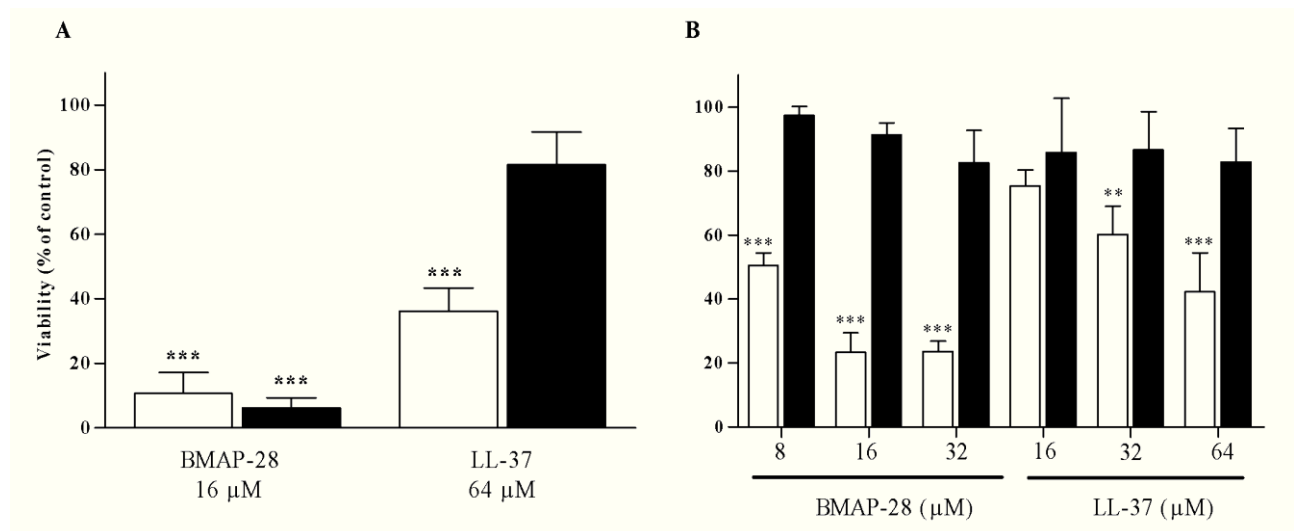 A
Viability (% of control)
100
80
60
40
20
0
***
***
***
BMAP-28
16 μM
LL-37
64 μM
B
100
80
60
40
20
0
***
***
***
**
***
8 16 32 16 32 64
BMAP-28 (μM) LL-37 (μM)